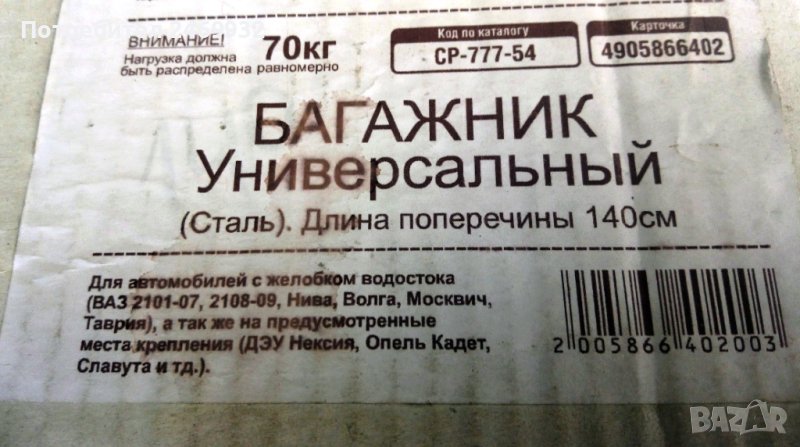 ВНИМАНИЕ!
Нагрузка должна
быть распределена равномерно
70кг
Код по каталогу
СР-777-54
Карточка
4905866402
БАГАЖНИК
Универсальный
(Сталь). Длина поперечины 140см
Для автомобилей с желобком водостока
(ВАЗ 2101-07, 2108-09, Нива, Волга, Москвич,
Таврия), а так же на предусмотренные
места крепления (ДЭУ Нексия, Опель Кадет,
Славута и тд.).
2 005866 402003
BAZAR